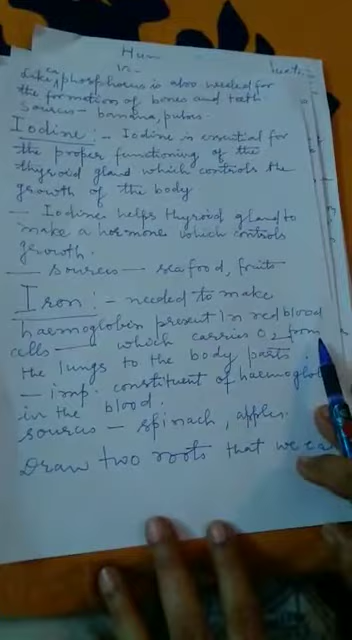 Hum
like, phosphorus is also needed for
the formation of bones and teeth.
sources - banana, pulses.
Iodine :- Iodine is essential for
the proper functioning of the
thyroid gland which controls the
growth of the body
— Iodine helps thyroid gland to
make a hormone which controls
growth.
— sources — seafood, fruits
Iron :- needed to make
haemoglobin present in red blood
cells — which carries O2 from
the lungs to the body parts
— imp. constituent of haemoglo
in the blood.
sources — spinach, apples.
Draw two roots that we ca